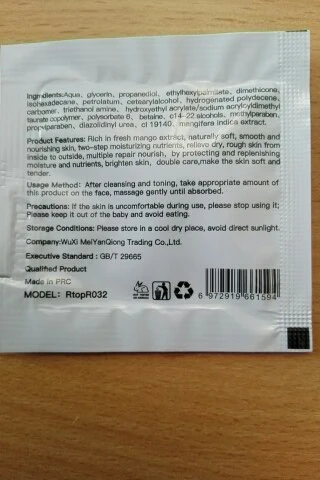 Ingredients:Aqua, glycerin, propanediol, ethylhexylpalmitate, dimethicone,
isohexadecane, petrolatum, cetearylalcohol, hydrogenated polydecene,
carbomer, triethanol amine, hydroxyethyl acrylate/sodium acryloyldimethyl
taurate copolymer, polysorbate 6, betaine, c14-22 alcohols, methylparaben,
propylparaben, diazolidinyl urea, cl 19140, mangifera indica extract.
Product Features: Rich in fresh mango extract, naturally soft, smooth and
nourishing skin, two-step moisturizing nutrients, relieve dry, rough skin from
inside to outside, multiple repair nourish, by protecting and replenishing
moisture and nutrients, brighten skin, double care,make the skin soft and
tender.
Usage Method: After cleansing and toning, take appropriate amount of
this product on the face, massage gently until absorbed.
Precautions: If the skin is uncomfortable during use, please stop using it;
Please keep it out of the baby and avoid eating.
Storage Conditions: Please store in a cool dry place, avoid direct sunlight.
Company:WuXi MeiYanQiong Trading Co.,Ltd.
Executive Standard : GB/T 29665
Qualified Product
Made in PRC
MODEL: RtopR032
6 972919 661594